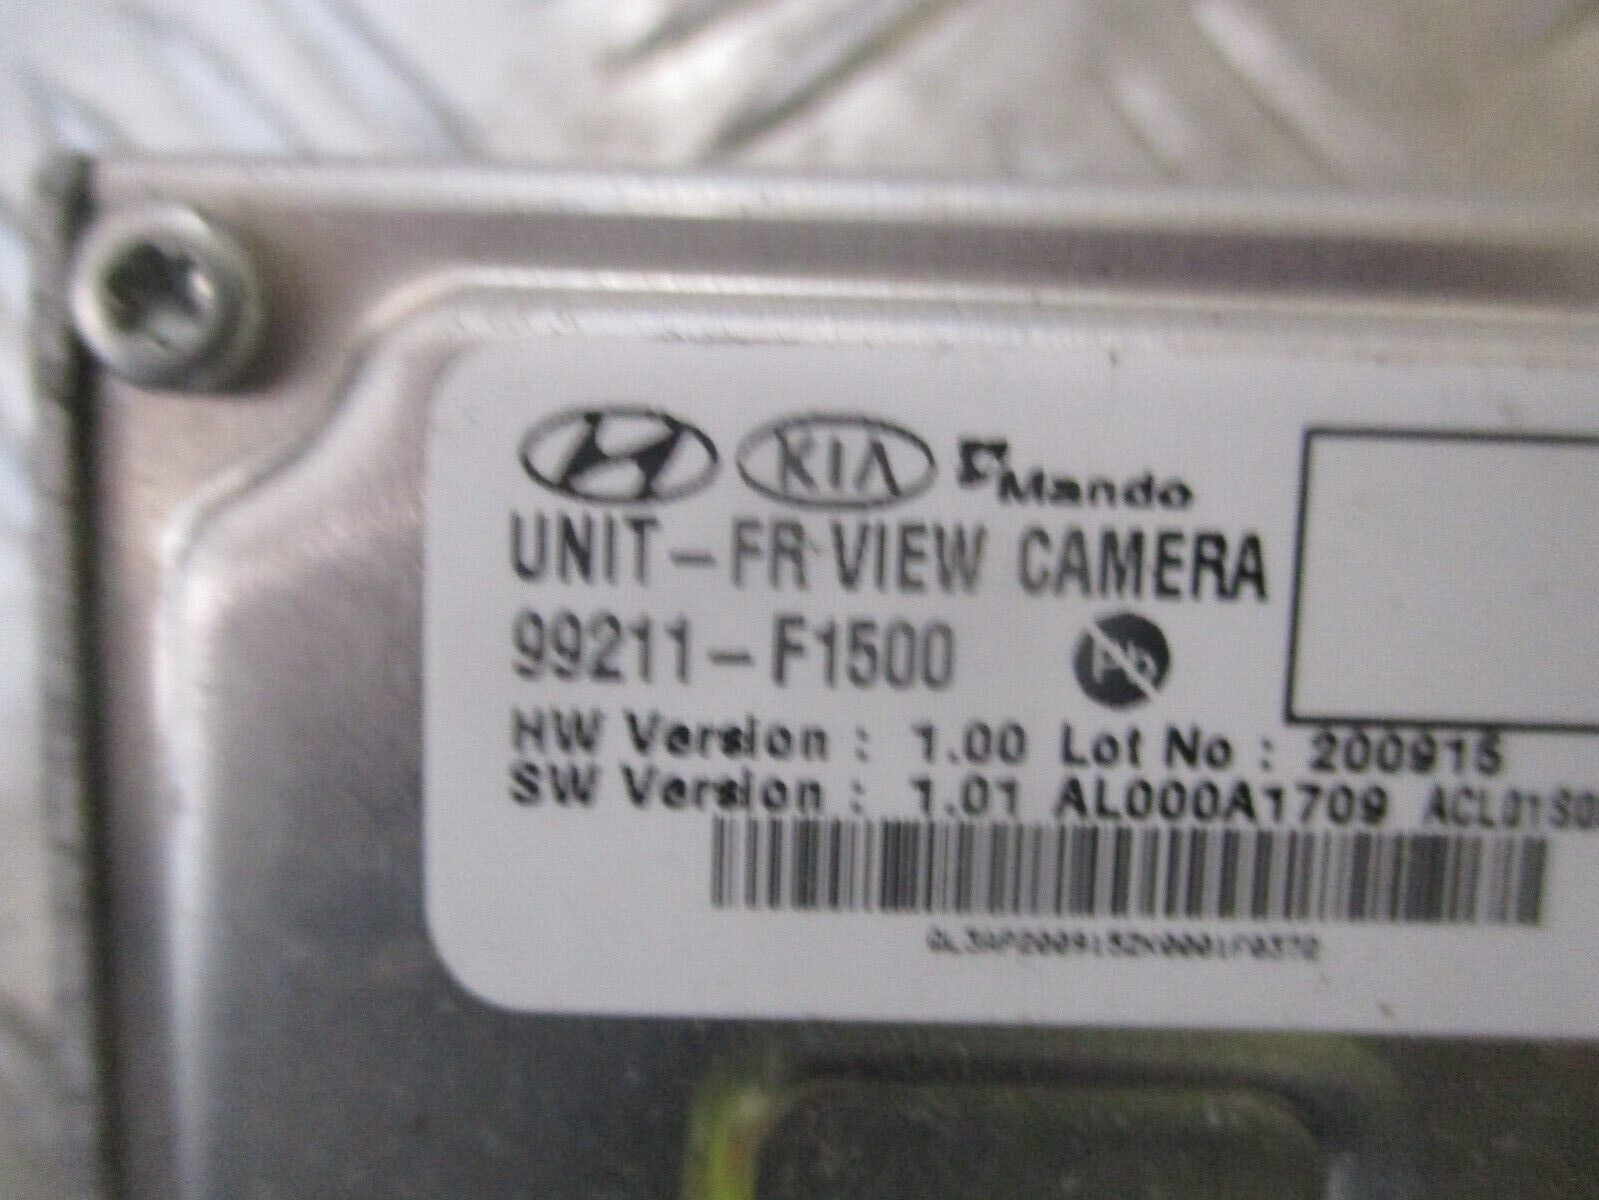 KIA Mando
UNIT-FR VIEW CAMERA
99211-F1500
Pb
HW Version : 1.00 Lot No : 200915
SW Version : 1.01 AL000A1709